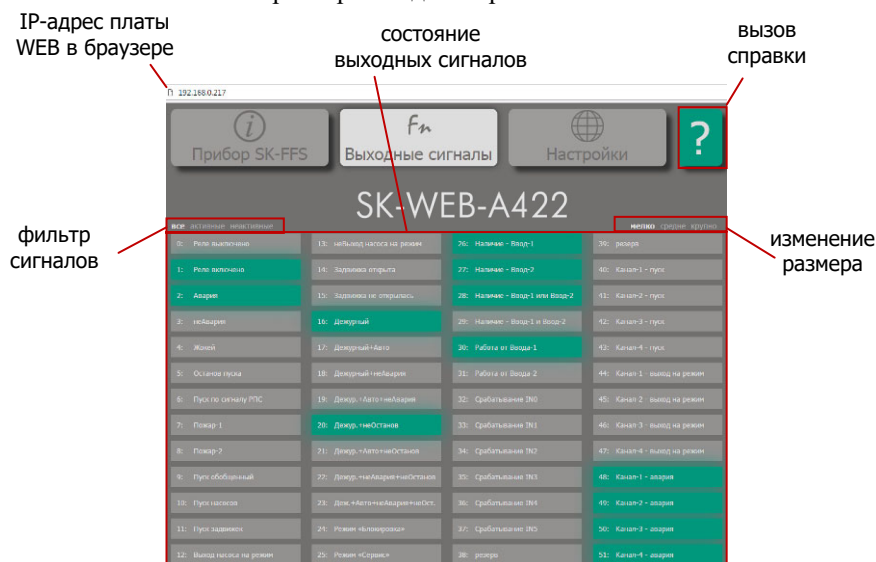 IP-адрес платы
WEB в браузере
состояние
выходных сигналов
вызов
справки
192.168.0.217
Прибор SK-FFS
Fn
Выходные сигналы
Настройки
?
SK-WEB-A422
все активные неактивные
мелко средне крупно
фильтр
сигналов
изменение
размера
0: Реле выключено
1: Реле включено
2: Авария
3: неАвария
4: Жокей
5: Останов пуска
6: Пуск по сигналу РПС
7: Пожар-1
8: Пожар-2
9: Пуск обобщенный
10: Пуск насосов
11: Пуск задвижек
12: Выход насоса на режим
13: неВыход насоса на режим
14: Задвижка открыта
15: Задвижка не открылась
16: Дежурный
17: Дежурный+Авто
18: Дежурный+неАвария
19: Дежур.+Авто+неАвария
20: Дежур.+неОстанов
21: Дежур.+Авто+неОстанов
22: Дежур.+неАвария+неОстанов
23: Деж.+Авто+неАвария+неОст.
24: Режим «Блокировка»
25: Режим «Сервис»
26: Наличие - Ввод-1
27: Наличие - Ввод-2
28: Наличие - Ввод-1 или Ввод-2
29: Наличие - Ввод-1 и Ввод-2
30: Работа от Ввода-1
31: Работа от Ввода-2
32: Срабатывание IN0
33: Срабатывание IN1
34: Срабатывание IN2
35: Срабатывание IN3
36: Срабатывание IN4
37: Срабатывание IN5
38: резерв
39: резерв
40: Канал-1 - пуск
41: Канал-2 - пуск
42: Канал-3 - пуск
43: Канал-4 - пуск
44: Канал-1 - выход на режим
45: Канал-2 - выход на режим
46: Канал-3 - выход на режим
47: Канал-4 - выход на режим
48: Канал-1 - авария
49: Канал-2 - авария
50: Канал-3 - авария
51: Канал-4 - авария